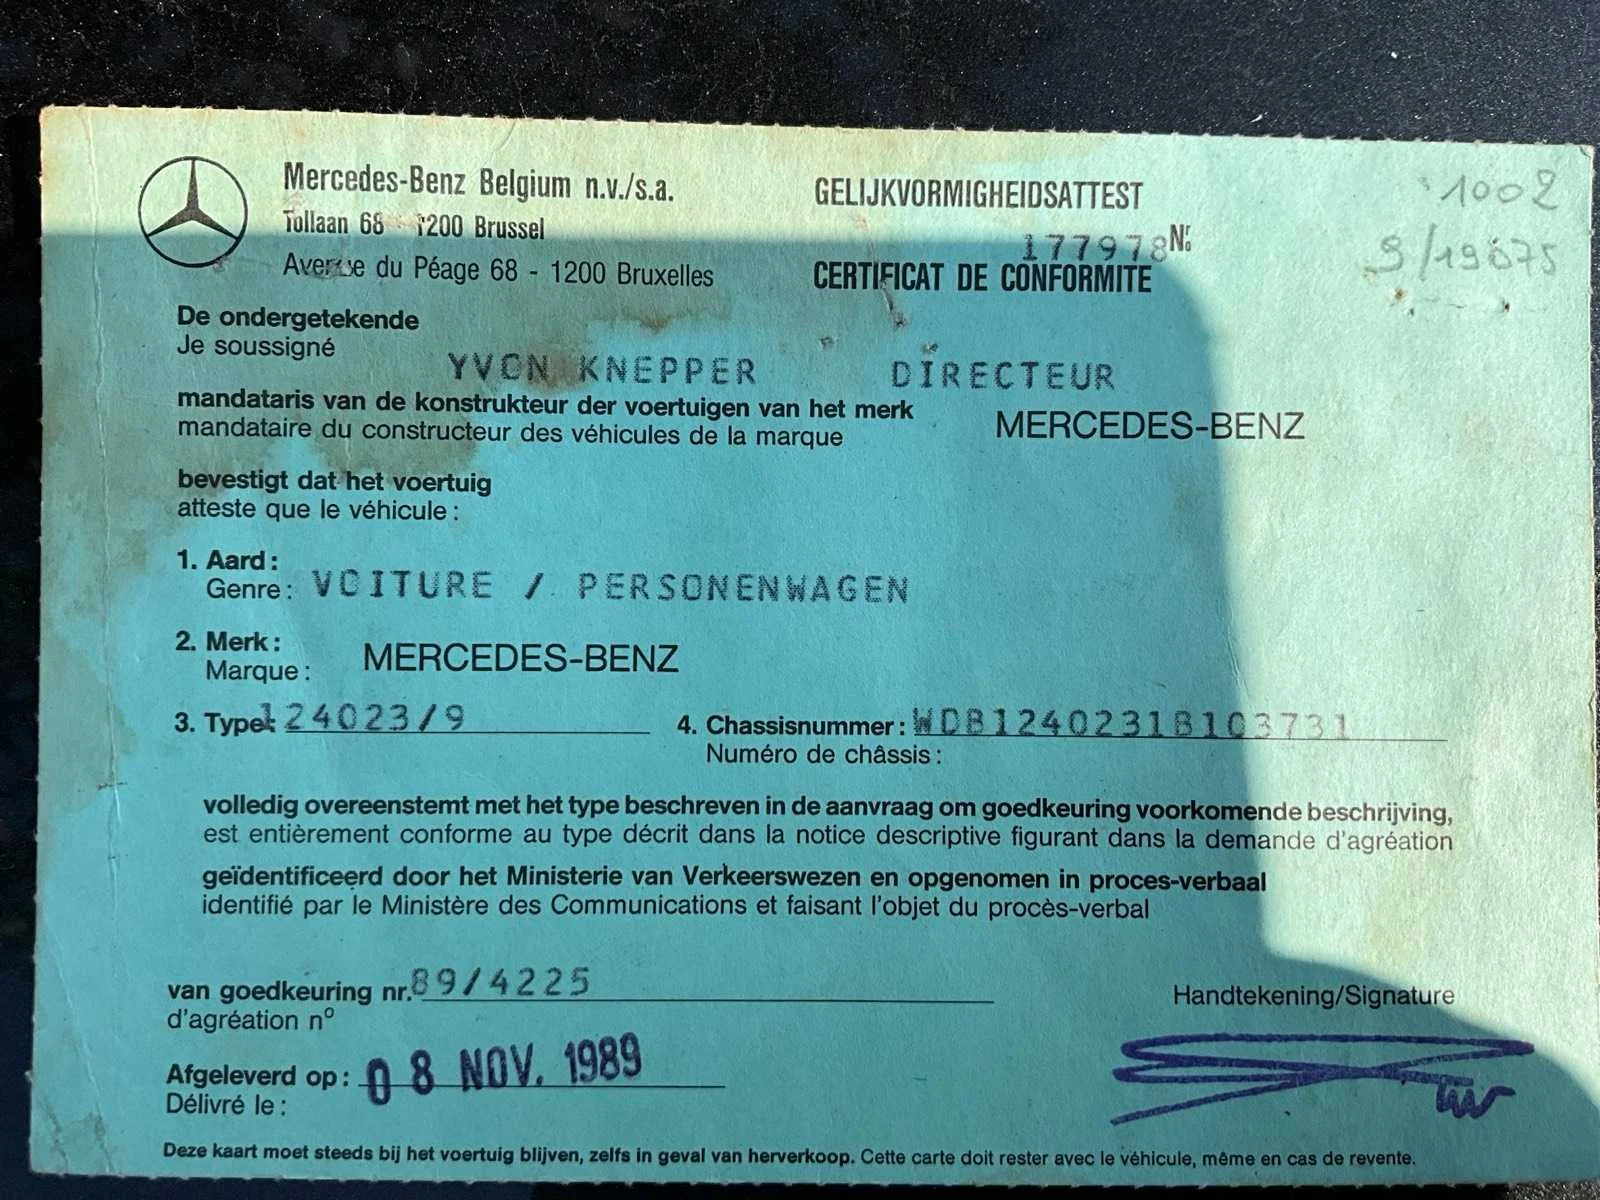 Mercedes-Benz Belgium n.v./s.a.
Tollaan 68 - 1200 Brussel
Avenue du Péage 68 - 1200 Bruxelles
GELIJKVORMIGHEIDSATTEST
177978 Nr.
CERTIFICAT DE CONFORMITE
1002
9/19075
De ondergetekende
Je soussigné
YVON KNEPPER DIRECTEUR
mandataris van de konstrukteur der voertuigen van het merk
mandataire du constructeur des véhicules de la marque
MERCEDES-BENZ
bevestigt dat het voertuig
atteste que le véhicule :
1. Aard :
Genre : VOITURE / PERSONENWAGEN
2. Merk :
Marque : MERCEDES-BENZ
3. Type: 124023/9
4. Chassisnummer : WDB1240231B103731
Numéro de châssis :
volledig overeenstemt met het type beschreven in de aanvraag om goedkeuring voorkomende beschrijving,
est entièrement conforme au type décrit dans la notice descriptive figurant dans la demande d'agréation
geïdentificeerd door het Ministerie van Verkeerswezen en opgenomen in proces-verbaal
identifié par le Ministère des Communications et faisant l'objet du procès-verbal
van goedkeuring nr. 89/4225
d'agréation nº
Handtekening/Signature
Afgeleverd op : 08 NOV. 1989
Délivré le :
Deze kaart moet steeds bij het voertuig blijven, zelfs in geval van herverkoop. Cette carte doit rester avec le véhicule, même en cas de revente.